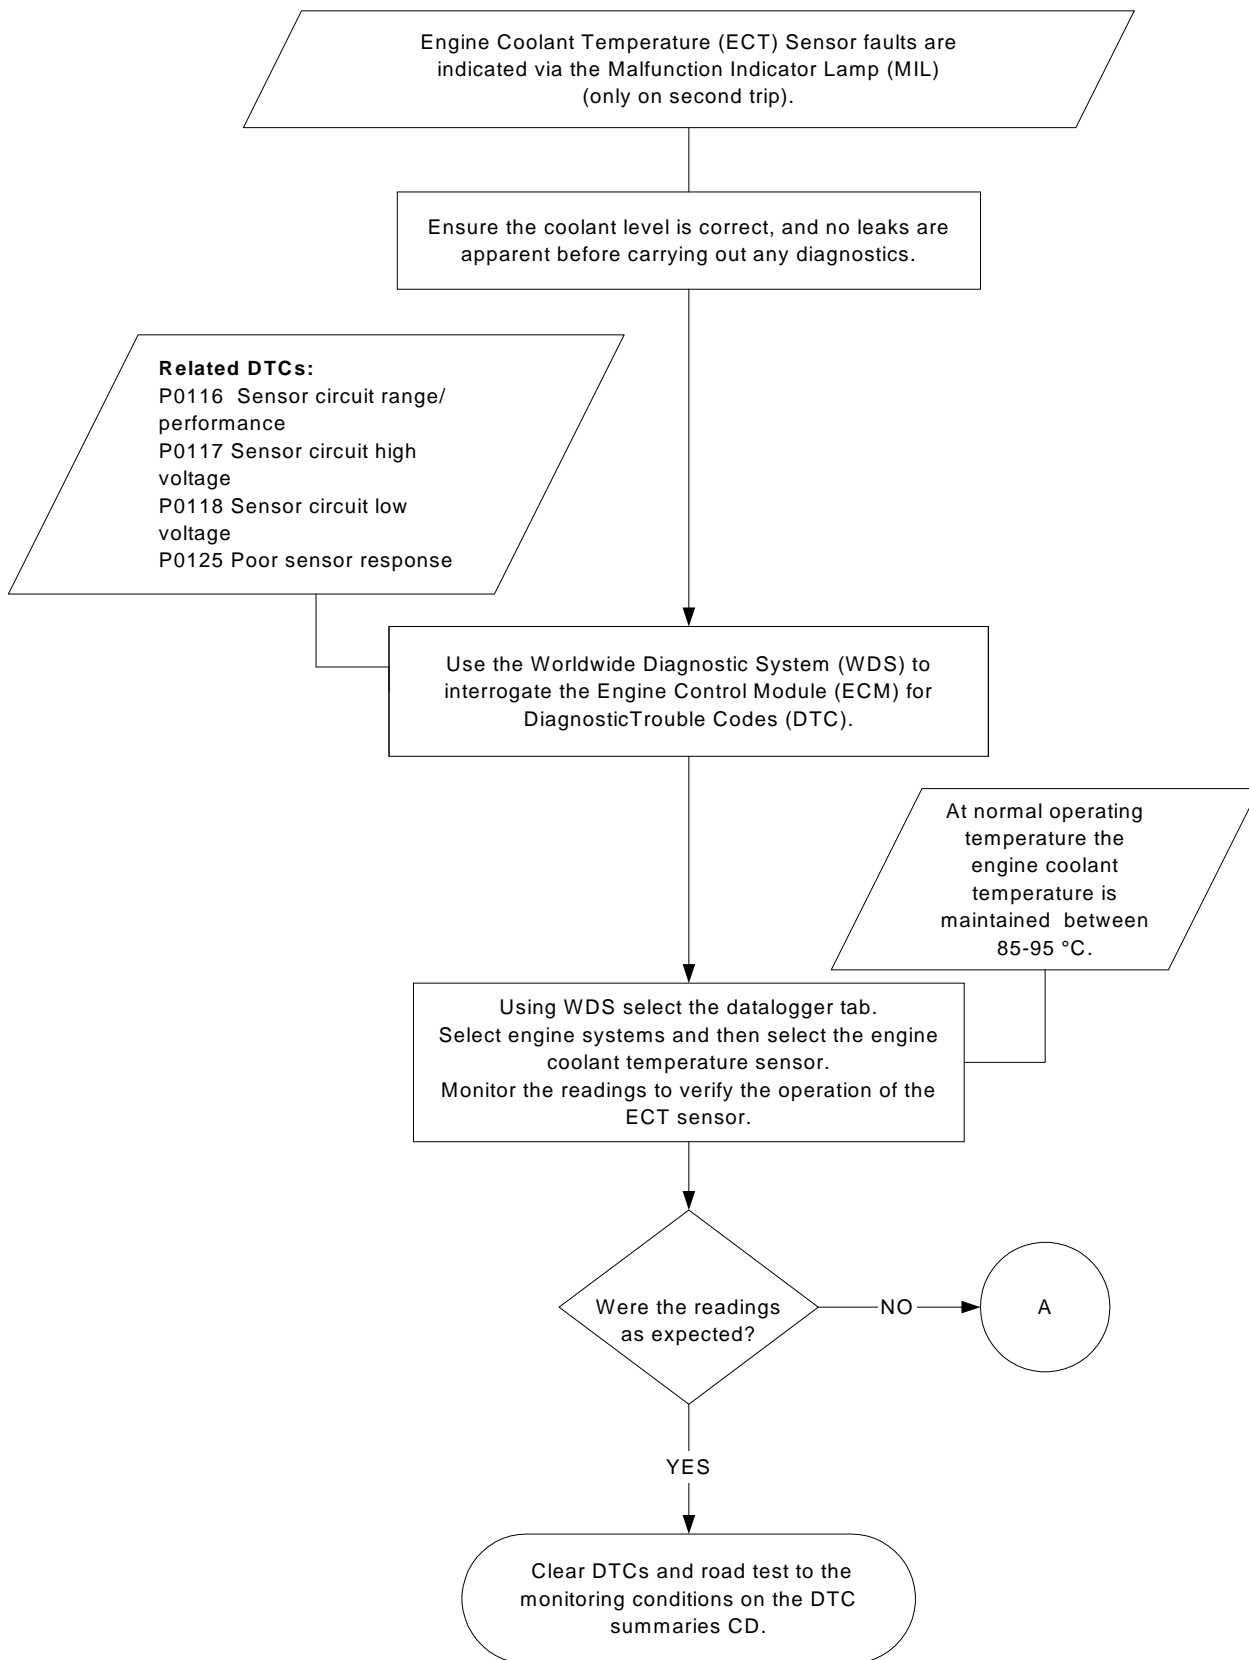 Engine Coolant Temperature (ECT) Sensor faults are
indicated via the Malfunction Indicator Lamp (MIL)
(only on second trip).
Ensure the coolant level is correct, and no leaks are
apparent before carrying out any diagnostics.
Related DTCs:
P0116  Sensor circuit range/
performance
P0117 Sensor circuit high
voltage
P0118 Sensor circuit low
voltage
P0125 Poor sensor response
Use the Worldwide Diagnostic System (WDS) to
interrogate the Engine Control Module (ECM) for
DiagnosticTrouble Codes (DTC).
At normal operating
temperature the
engine coolant
temperature is
maintained  between
85-95 °C.
Using WDS select the datalogger tab.
Select engine systems and then select the engine
coolant temperature sensor.
Monitor the readings to verify the operation of the
ECT sensor.
Were the readings
as expected?
NO
A
YES
Clear DTCs and road test to the
monitoring conditions on the DTC
summaries CD.